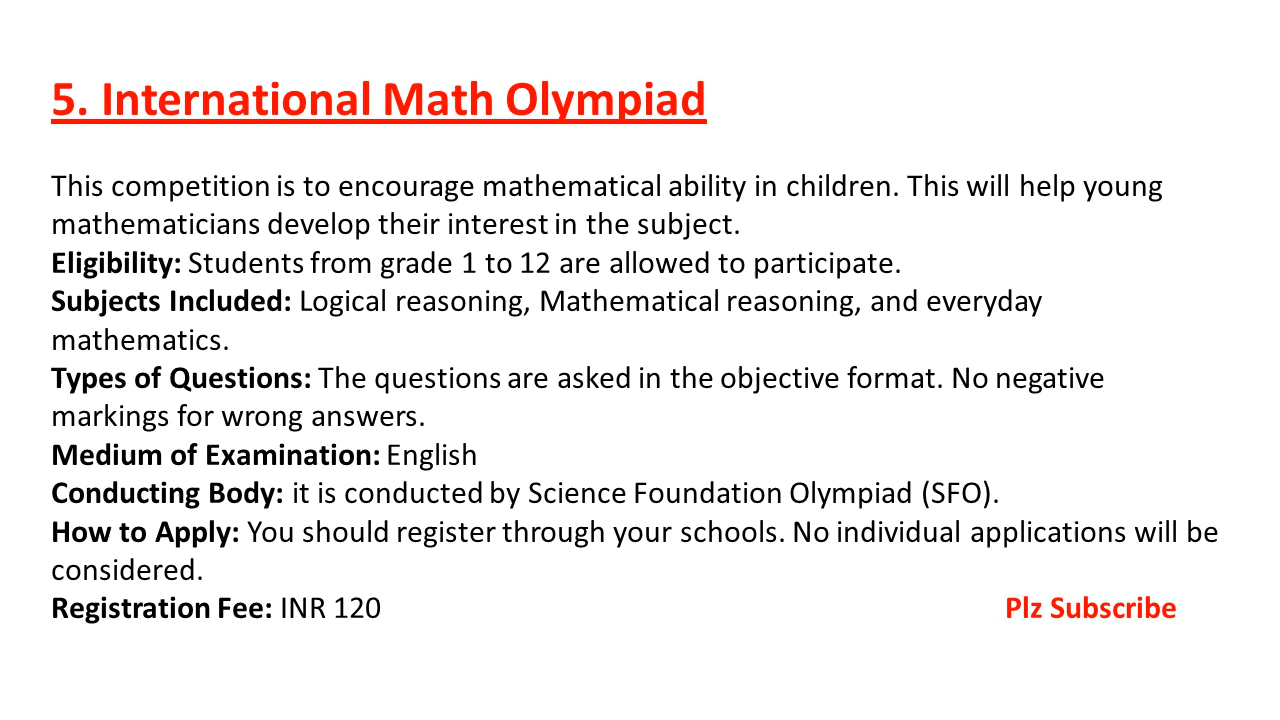 5. International Math Olympiad
This competition is to encourage mathematical ability in children. This will help young
mathematicians develop their interest in the subject.
Eligibility: Students from grade 1 to 12 are allowed to participate.
Subjects Included: Logical reasoning, Mathematical reasoning, and everyday
mathematics.
Types of Questions: The questions are asked in the objective format. No negative
markings for wrong answers.
Medium of Examination: English
Conducting Body: it is conducted by Science Foundation Olympiad (SFO).
How to Apply: You should register through your schools. No individual applications will be
considered.
Registration Fee: INR 120 Plz Subscribe